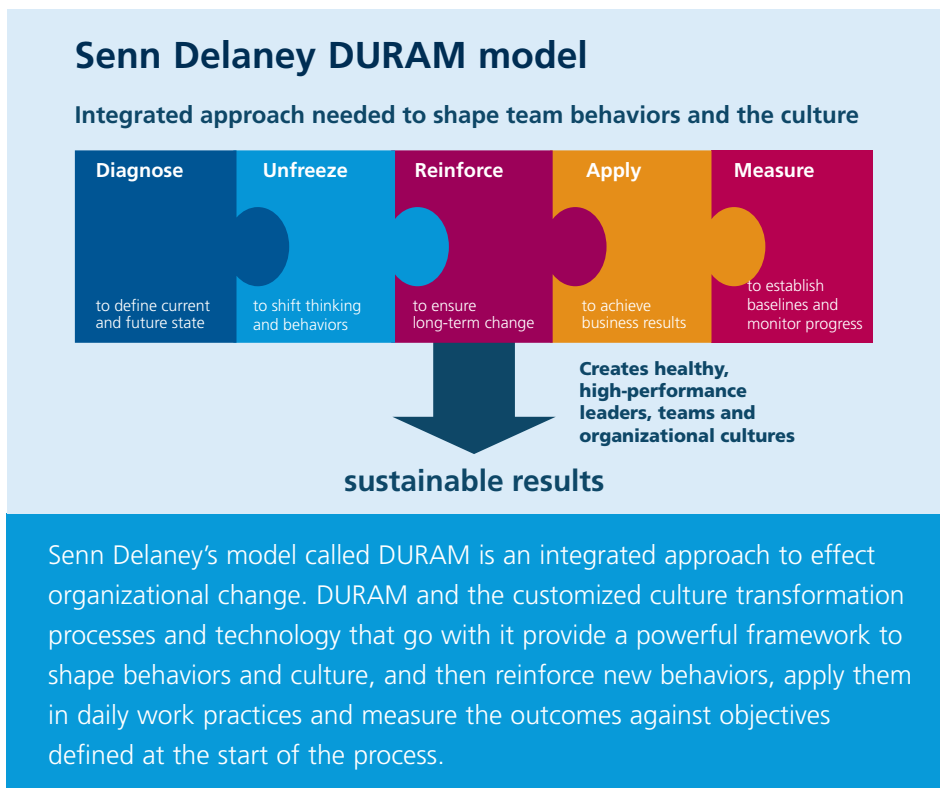 Senn Delaney DURAM model
Integrated approach needed to shape team behaviors and the culture
Diagnose
to define current
and future state
Unfreeze
to shift thinking
and behaviors
Reinforce
to ensure
long-term change
Apply
to achieve
business results
Measure
to establish
baselines and
monitor progress
Creates healthy,
high-performance
leaders, teams and
organizational cultures
sustainable results
Senn Delaney’s model called DURAM is an integrated approach to effect
organizational change. DURAM and the customized culture transformation
processes and technology that go with it provide a powerful framework to
shape behaviors and culture, and then reinforce new behaviors, apply them
in daily work practices and measure the outcomes against objectives
defined at the start of the process.